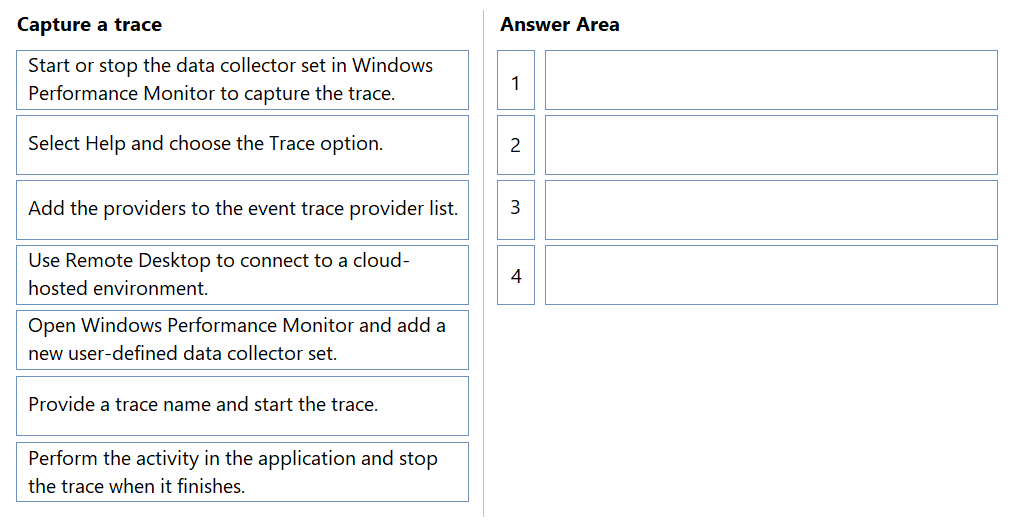 Capture a trace
Start or stop the data collector set in Windows
Performance Monitor to capture the trace.
Select Help and choose the Trace option.
Add the providers to the event trace provider list.
Use Remote Desktop to connect to a cloud-
hosted environment.
Open Windows Performance Monitor and add a
new user-defined data collector set.
Provide a trace name and start the trace.
Perform the activity in the application and stop
the trace when it finishes.
Answer Area
1
2
3
4